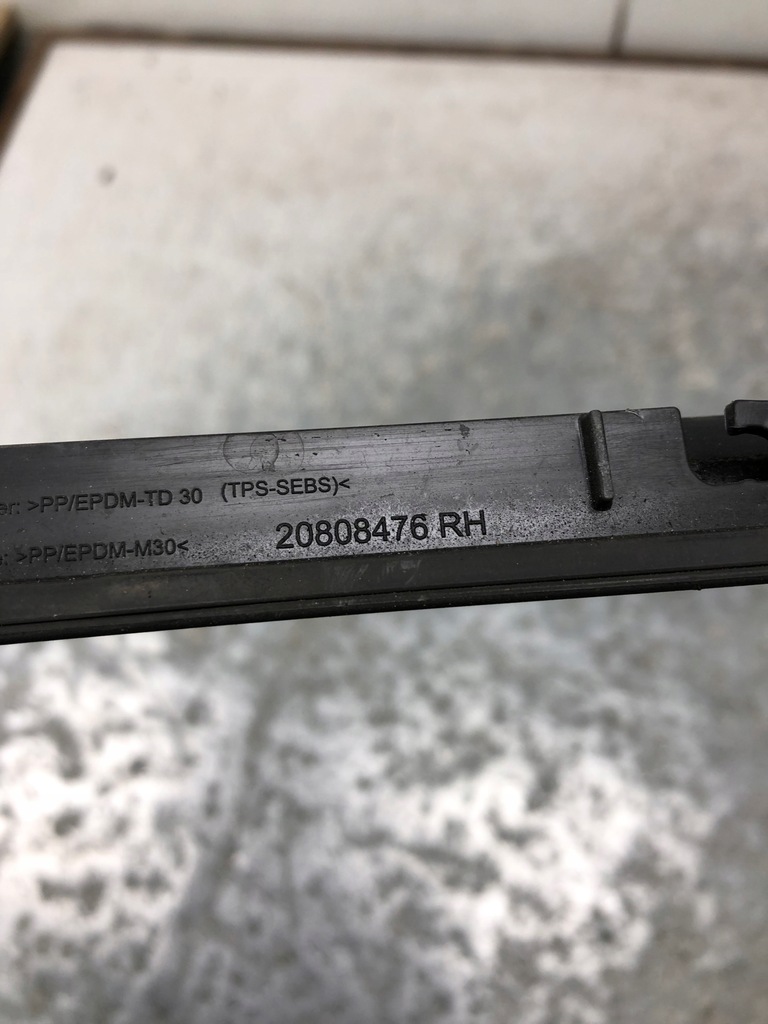 er: >PP/EPDM-TD 30 (TPS-SEBS)<
: >PP/EPDM-M30<
20808476 RH